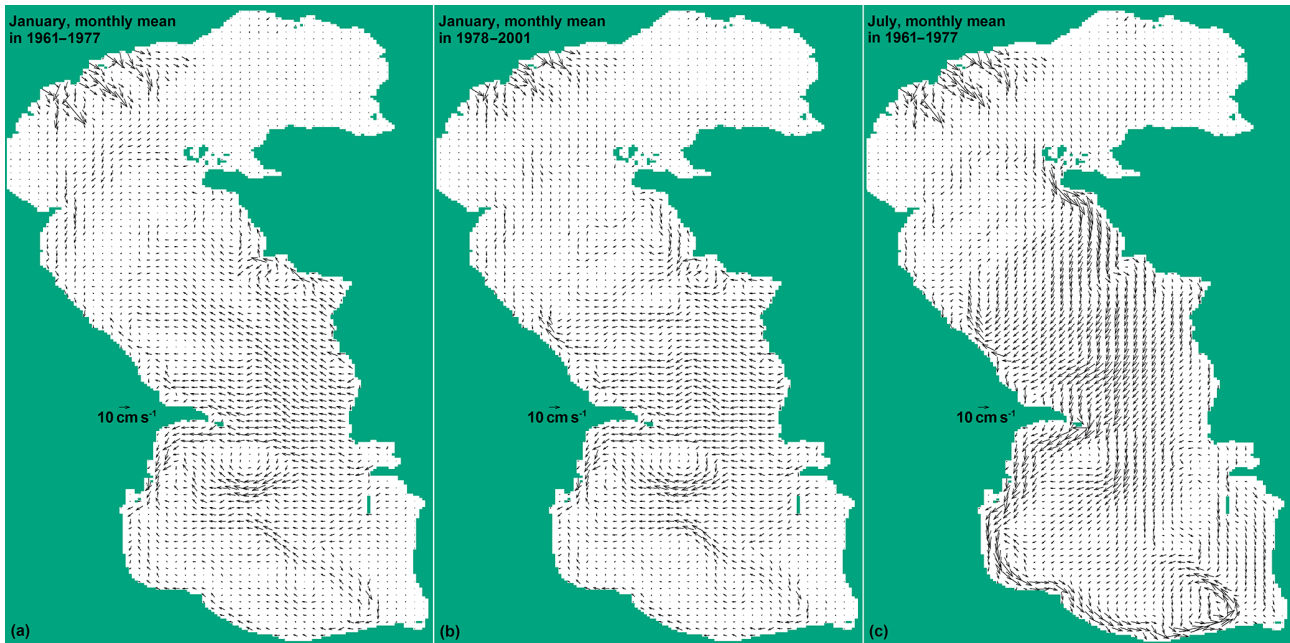 January, monthly mean
in 1961–1977
10 cm s⁻¹
(a)
January, monthly mean
in 1978–2001
10 cm s⁻¹
(b)
July, monthly mean
in 1961–1977
10 cm s⁻¹
(c)